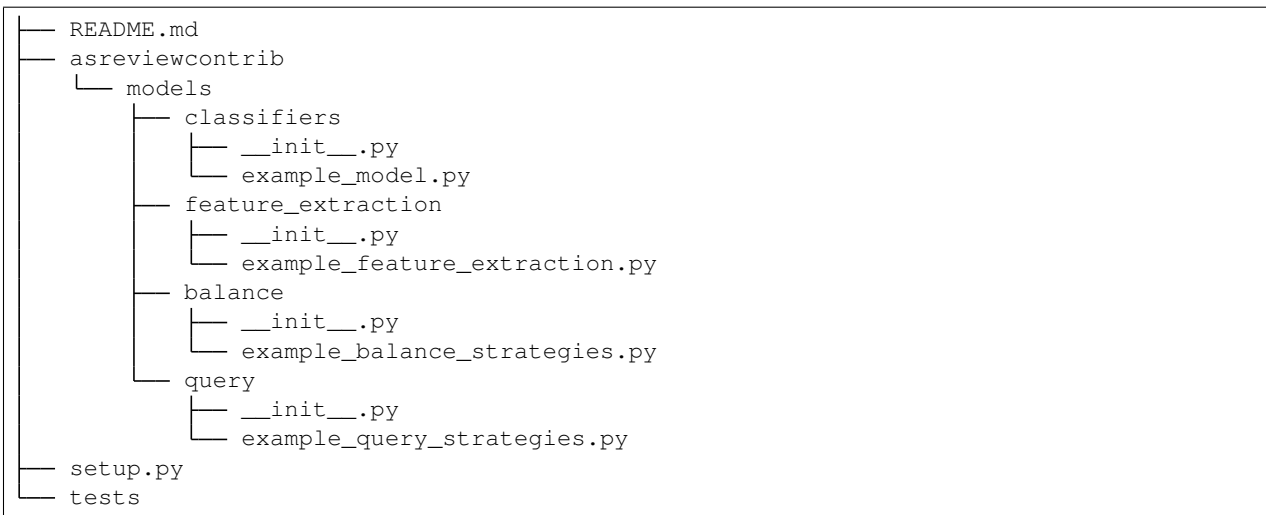 ├── README.md
├── asreviewcontrib
│   └── models
│       ├── classifiers
│       │   ├── __init__.py
│       │   └── example_model.py
│       ├── feature_extraction
│       │   ├── __init__.py
│       │   └── example_feature_extraction.py
│       ├── balance
│       │   ├── __init__.py
│       │   └── example_balance_strategies.py
│       └── query
│           ├── __init__.py
│           └── example_query_strategies.py
├── setup.py
└── tests